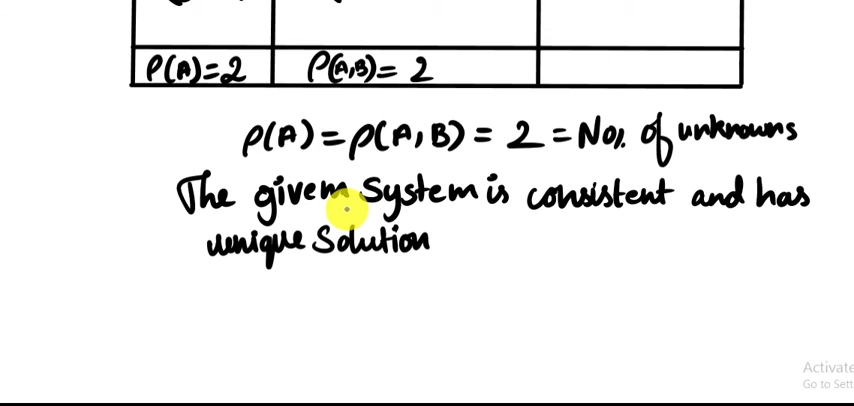 ρ(A)=2 ρ(A,B)= 2
ρ(A)=ρ(A,B)= 2 = No. of unknowns
The given System is consistent and has
unique Solution
Activate
Go to Sett